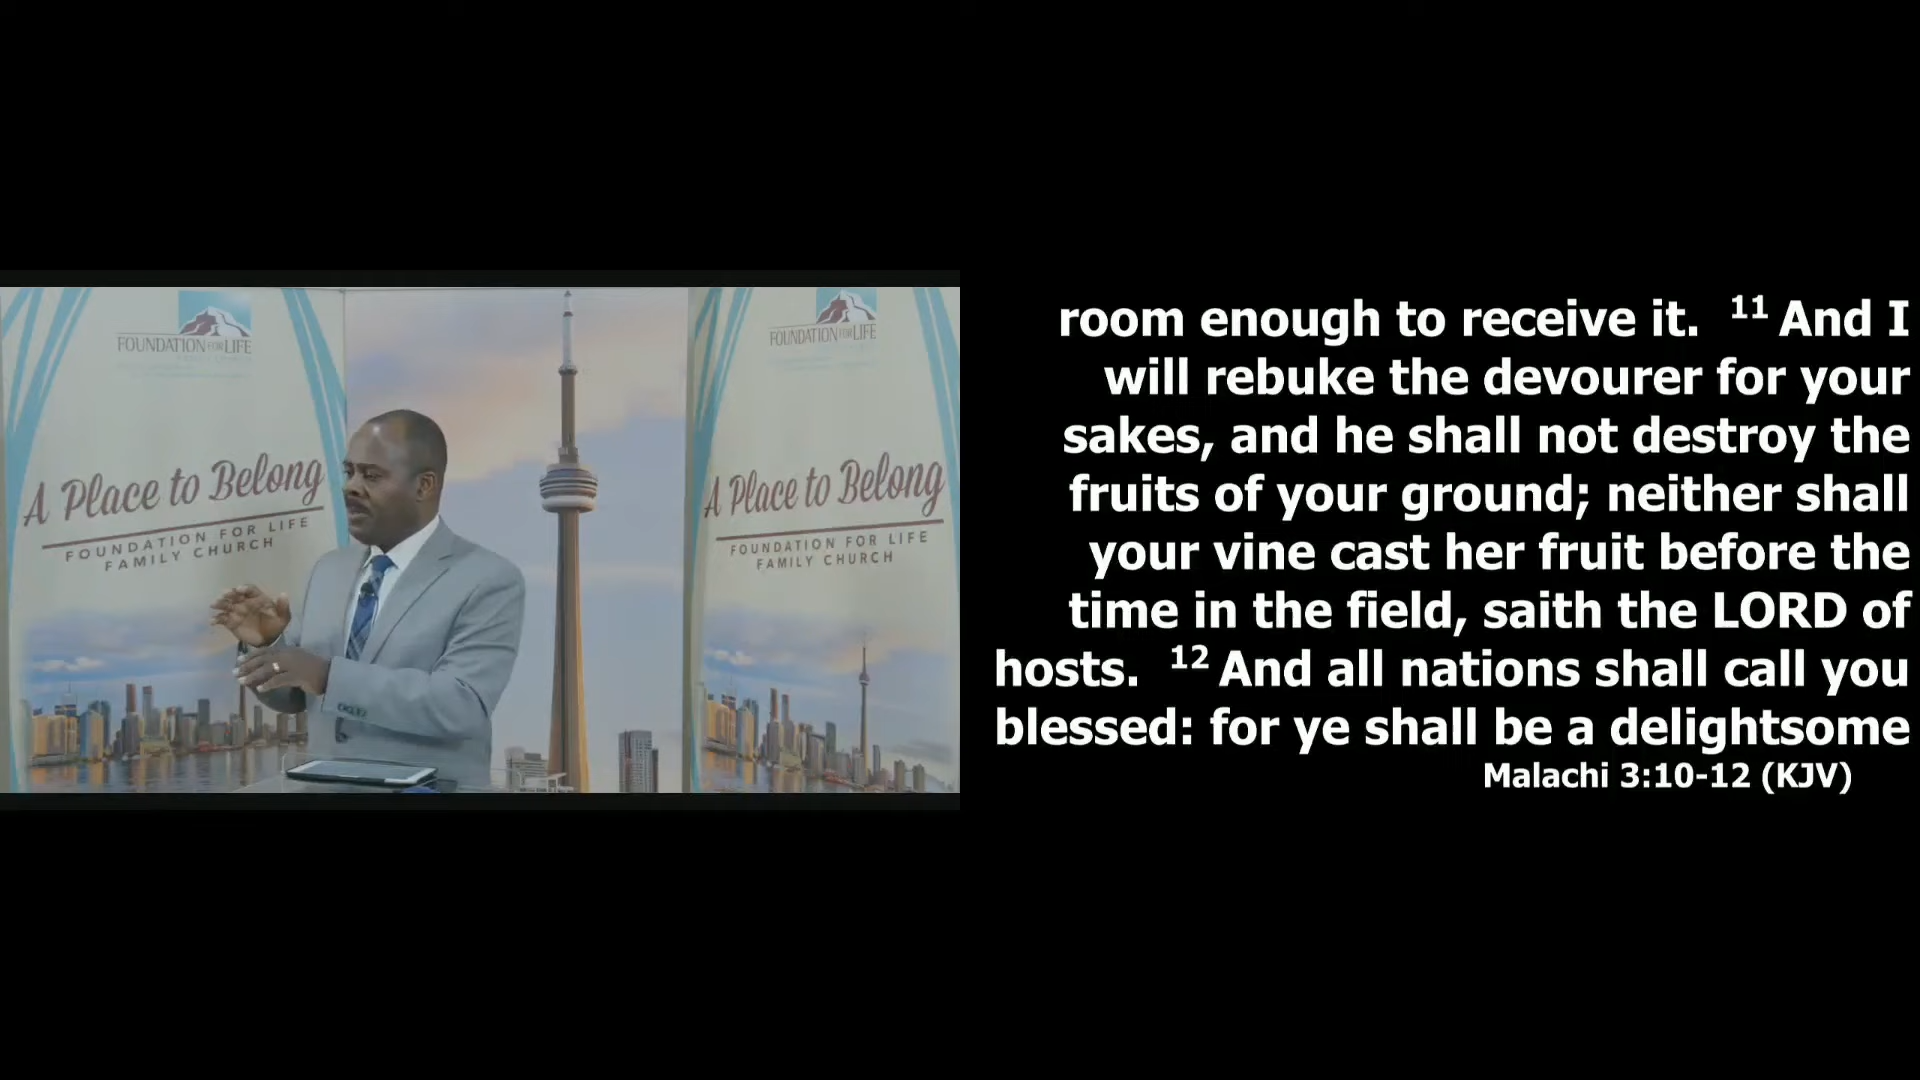 FOUNDATION FOR LIFE
A Place to Belong
FOUNDATION FOR LIFE
FAMILY CHURCH
FOUNDATION FOR LIFE
A Place to Belong
FOUNDATION FOR LIFE
FAMILY CHURCH
room enough to receive it. 11 And I
will rebuke the devourer for your
sakes, and he shall not destroy the
fruits of your ground; neither shall
your vine cast her fruit before the
time in the field, saith the LORD of
hosts. 12 And all nations shall call you
blessed: for ye shall be a delightsome
Malachi 3:10-12 (KJV)